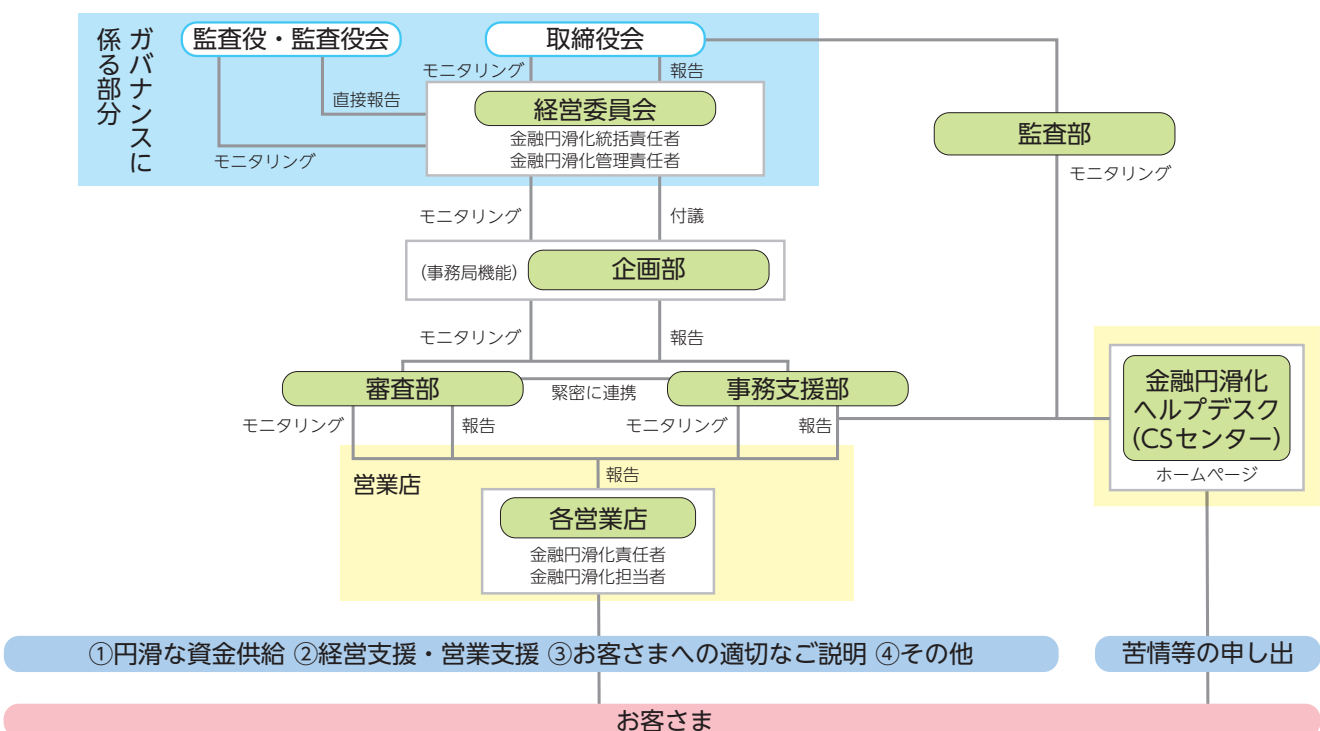 ガバナンスに
係る部分
監査役・監査役会
取締役会
モニタリング
報告
直接報告
経営委員会
金融円滑化統括責任者
金融円滑化管理責任者
モニタリング
監査部
モニタリング
モニタリング
付議
(事務局機能)
企画部
モニタリング
報告
審査部
緊密に連携
事務支援部
モニタリング
報告
モニタリング
報告
金融円滑化
ヘルプデスク
(CSセンター)
ホームページ
営業店
報告
各営業店
金融円滑化責任者
金融円滑化担当者
①円滑な資金供給 ②経営支援・営業支援 ③お客さまへの適切なご説明 ④その他
苦情等の申し出
お客さま